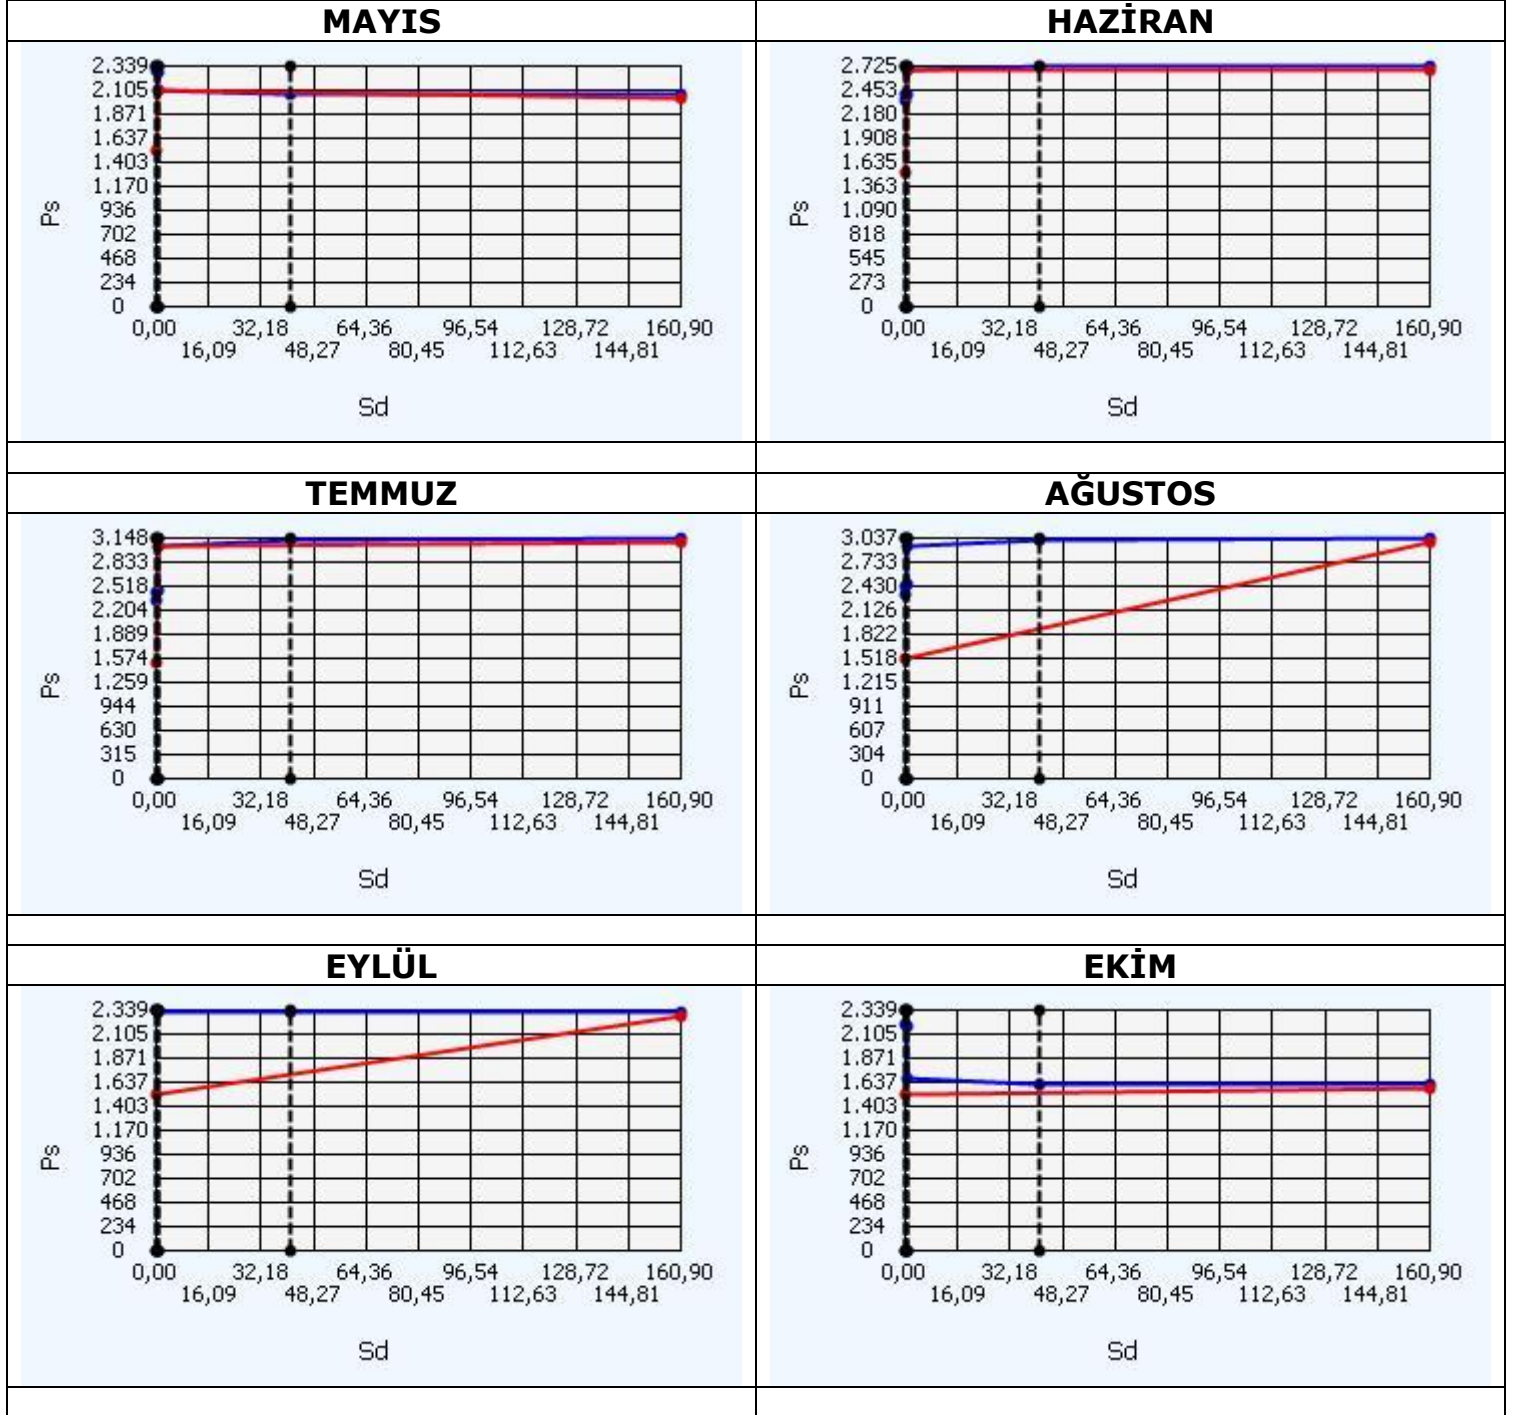 MAYIS
2.339
2.105
1.871
1.637
1.403
1.170
936
702
468
234
0
Ps
0,00 32,18 64,36 96,54 128,72 160,90
16,09 48,27 80,45 112,63 144,81
Sd
HAZİRAN
2.725
2.453
2.180
1.908
1.635
1.363
1.090
818
545
273
0
Ps
0,00 32,18 64,36 96,54 128,72 160,90
16,09 48,27 80,45 112,63 144,81
Sd
TEMMUZ
3.148
2.833
2.518
2.204
1.889
1.574
1.259
944
630
315
0
Ps
0,00 32,18 64,36 96,54 128,72 160,90
16,09 48,27 80,45 112,63 144,81
Sd
AĞUSTOS
3.037
2.733
2.430
2.126
1.822
1.518
1.215
911
607
304
0
Ps
0,00 32,18 64,36 96,54 128,72 160,90
16,09 48,27 80,45 112,63 144,81
Sd
EYLÜL
2.339
2.105
1.871
1.637
1.403
1.170
936
702
468
234
0
Ps
0,00 32,18 64,36 96,54 128,72 160,90
16,09 48,27 80,45 112,63 144,81
Sd
EKİM
2.339
2.105
1.871
1.637
1.403
1.170
936
702
468
234
0
Ps
0,00 32,18 64,36 96,54 128,72 160,90
16,09 48,27 80,45 112,63 144,81
Sd